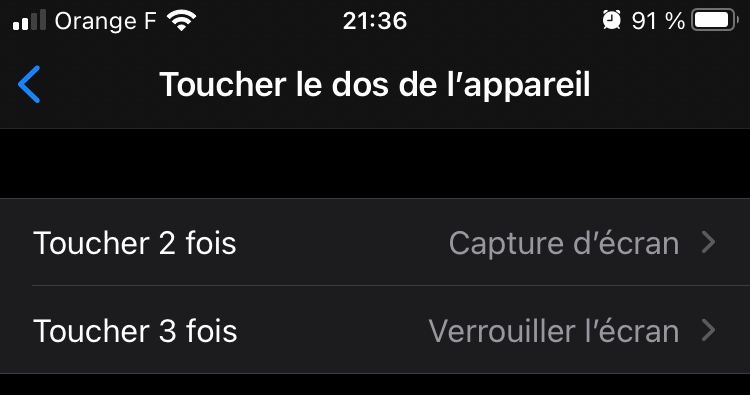 Orange F 21:36 91 %
Toucher le dos de l’appareil
Toucher 2 fois Capture d’écran
Toucher 3 fois Verrouiller l’écran